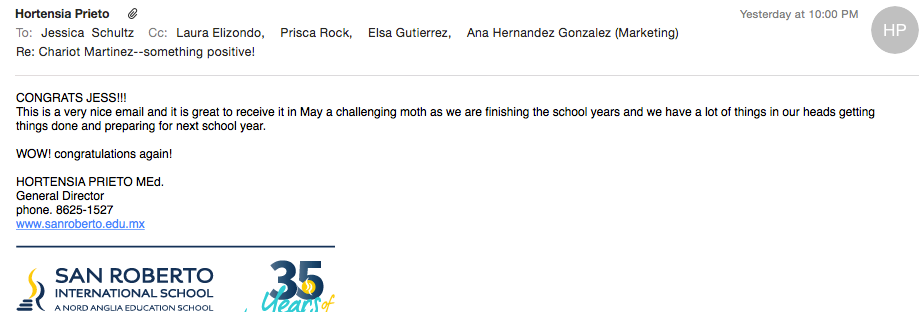 Hortensia Prieto
Yesterday at 10:00 PM
HP
To: Jessica Schultz Cc: Laura Elizondo, Prisca Rock, Elsa Gutierrez, Ana Hernandez Gonzalez (Marketing)
Re: Chariot Martinez--something positive!
CONGRATS JESS!!!
This is a very nice email and it is great to receive it in May a challenging moth as we are finishing the school years and we have a lot of things in our heads getting
things done and preparing for next school year.
WOW! congratulations again!
HORTENSIA PRIETO MEd.
General Director
phone. 8625-1527
www.sanroberto.edu.mx
SAN ROBERTO
INTERNATIONAL SCHOOL
A NORD ANGLIA EDUCATION SCHOOL
35
Years of